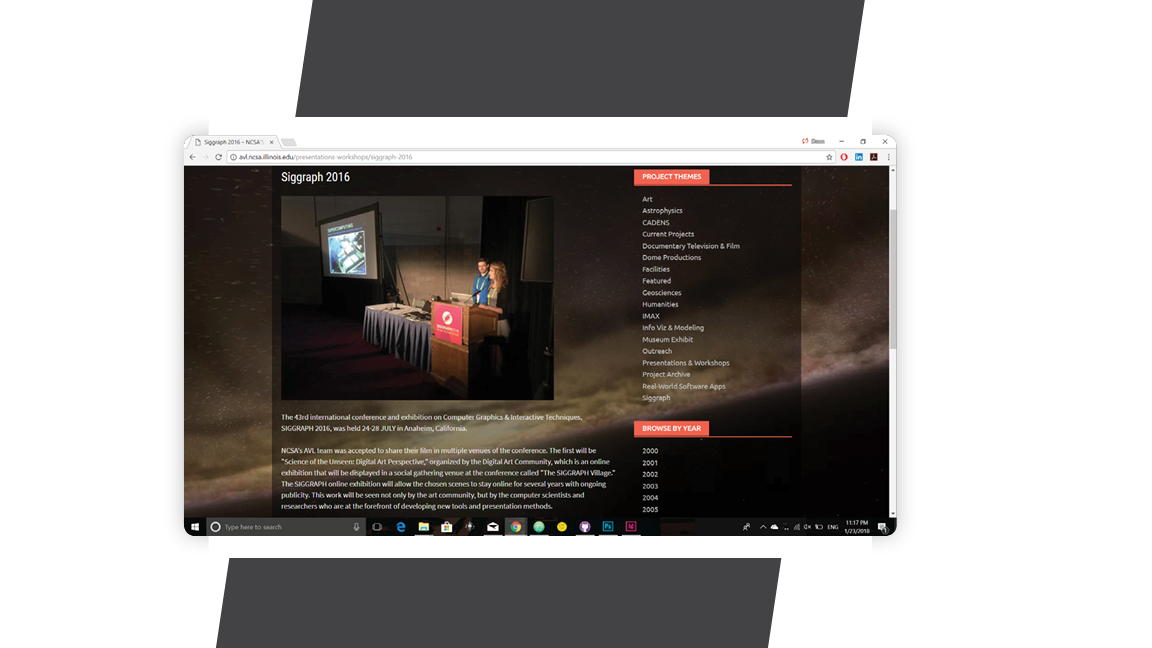 Siggraph 2016 – NCSA's
avl.ncsa.illinois.edu/presentations-workshops/siggraph-2016
Siggraph 2016
SUPERCOMPUTING
The 43rd international conference and exhibition on Computer Graphics & Interactive Techniques,
SIGGRAPH 2016, was held 24-28 JULY in Anaheim, California.
NCSA's AVL team was accepted to share their film in multiple venues of the conference. The first will be
"Science of the Unseen: Digital Art Perspective," organized by the Digital Art Community, which is an online
exhibition that will be displayed in a social gathering venue at the conference called "The SIGGRAPH Village."
The SIGGRAPH online exhibition will allow the chosen scenes to stay online for several years with ongoing
publicity. This work will be seen not only by the art community, but by the computer scientists and
researchers who are at the forefront of developing new tools and presentation methods.
PROJECT THEMES
Art
Astrophysics
CADENS
Current Projects
Documentary Television & Film
Dome Productions
Facilities
Featured
Geosciences
Humanities
IMAX
Info Viz & Modeling
Museum Exhibit
Outreach
Presentations & Workshops
Project Archive
Real-World Software Apps
Siggraph
BROWSE BY YEAR
2000
2001
2002
2003
2004
2005
Type here to search
Ps
Id
ENG
11:17 PM
1/23/2018